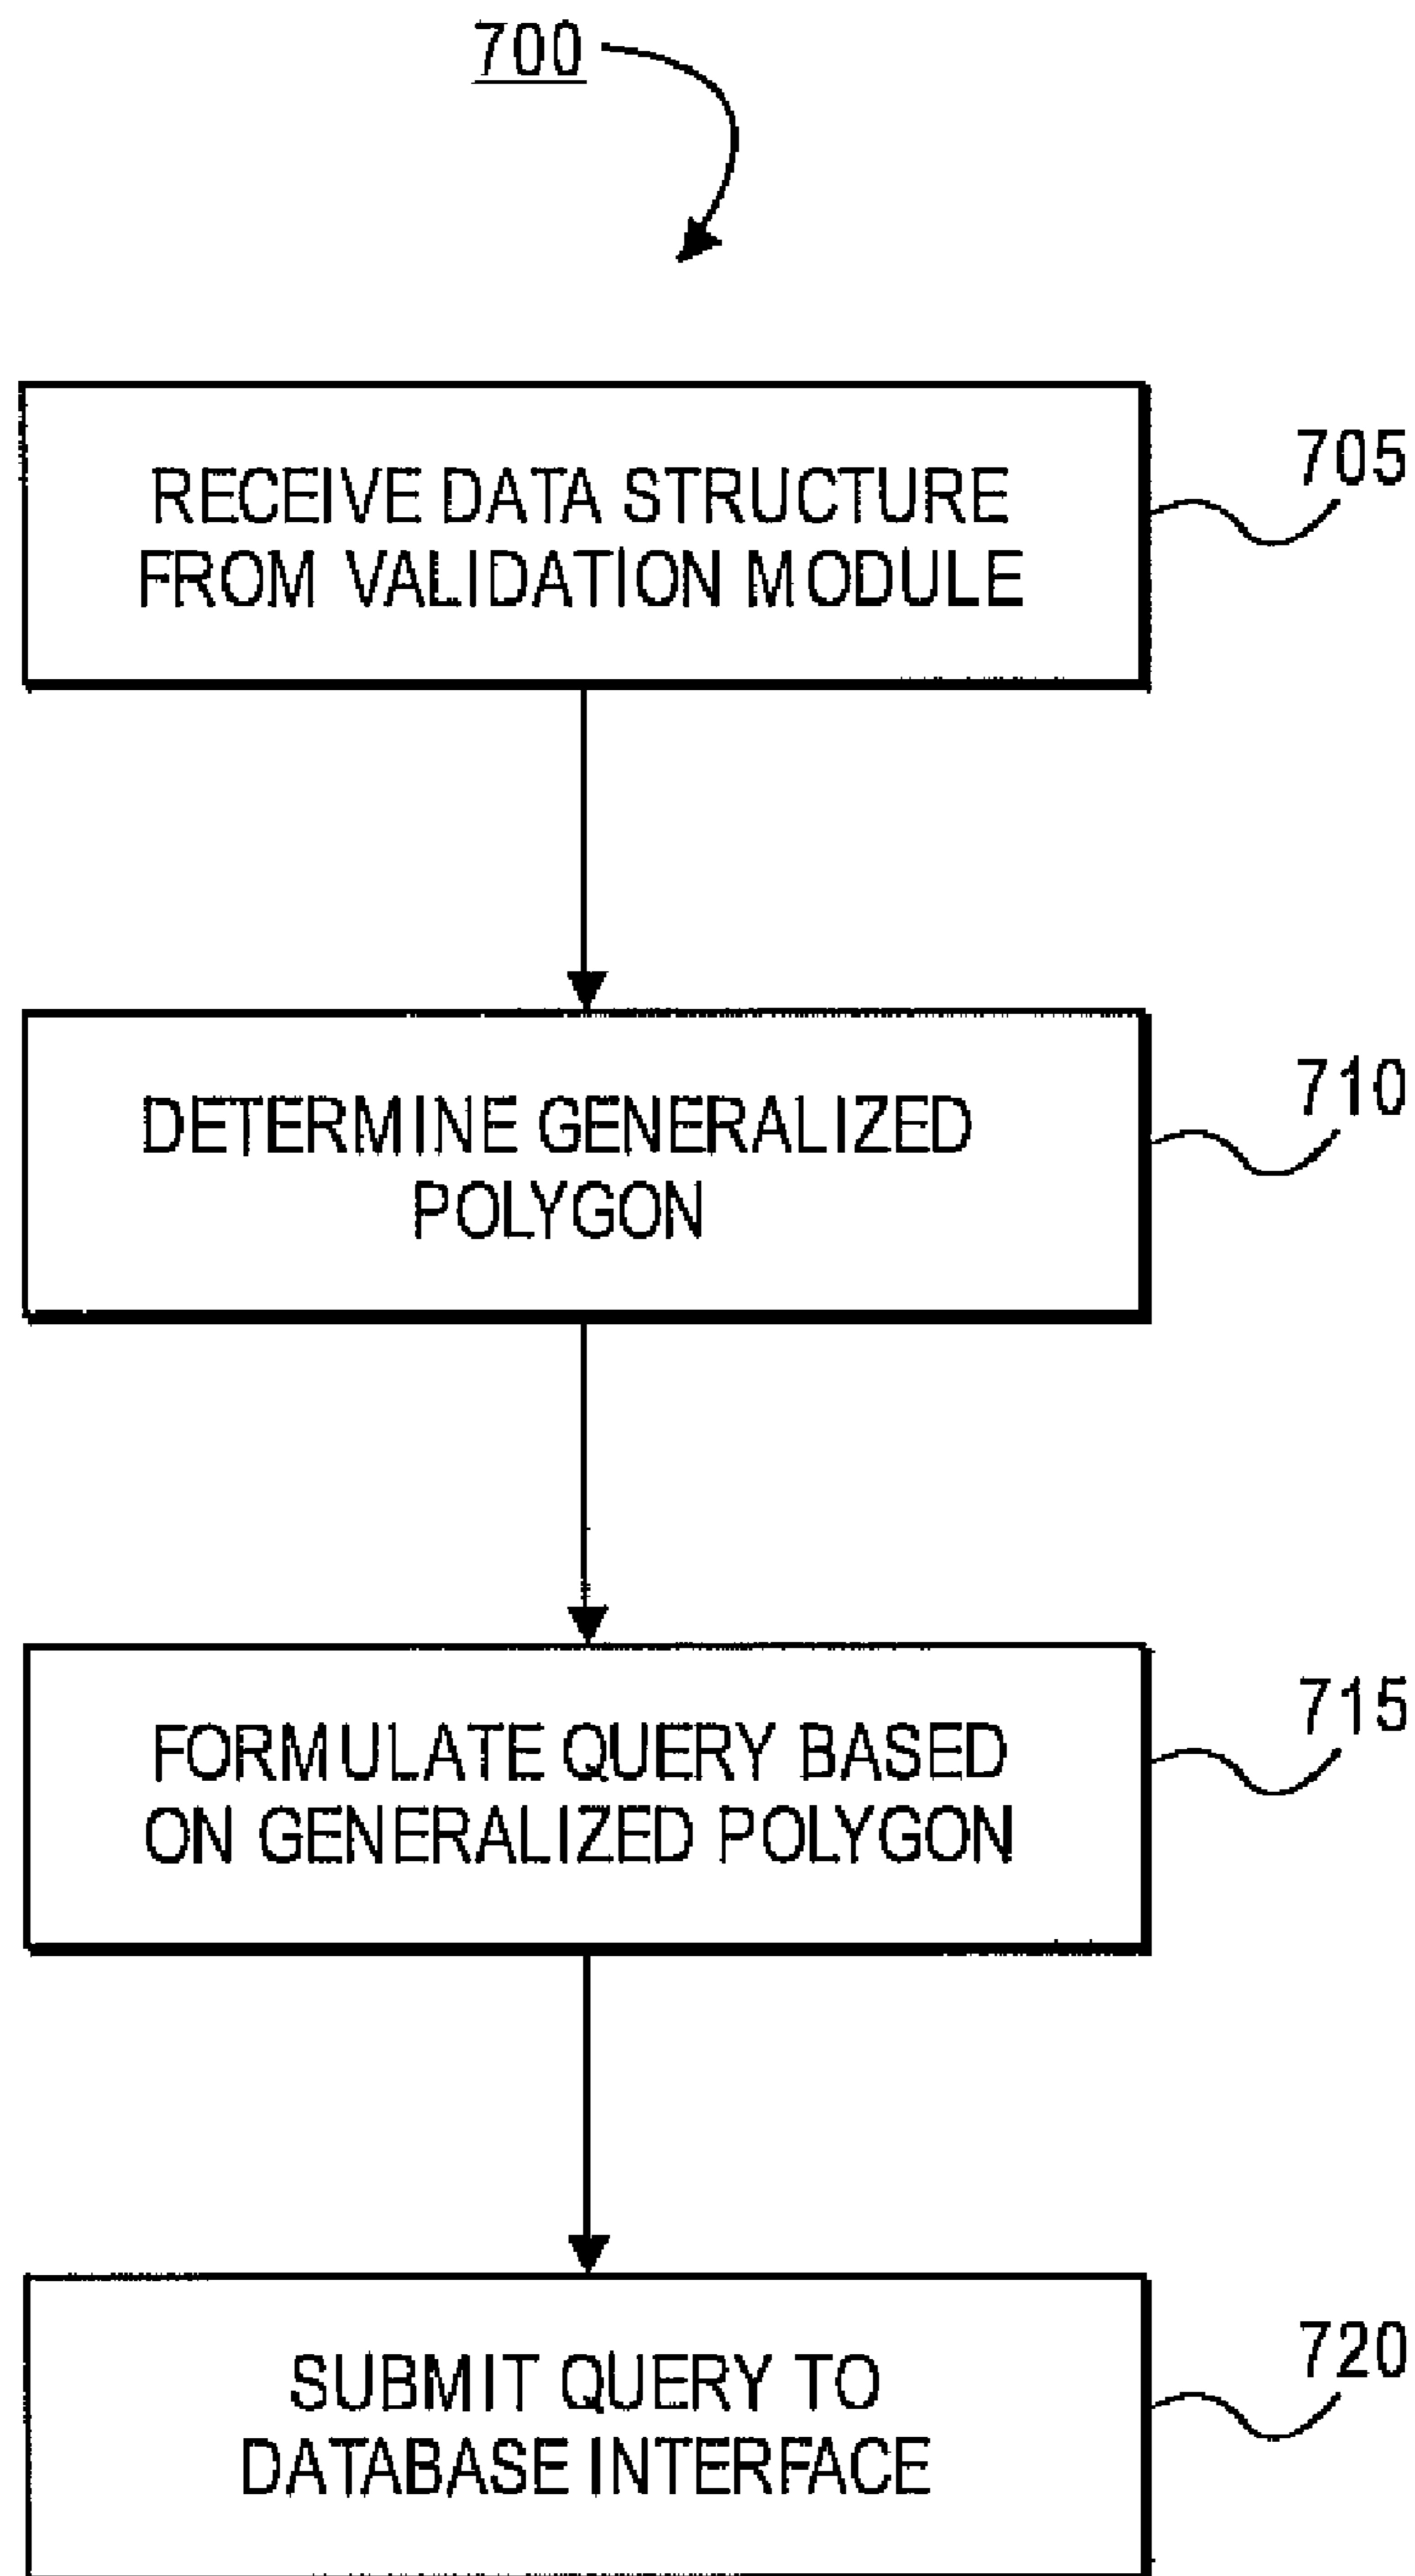 700
RECEIVE DATA STRUCTURE
FROM VALIDATION MODULE
705
DETERMINE GENERALIZED
POLYGON
710
FORMULATE QUERY BASED
ON GENERALIZED POLYGON
715
SUBMIT QUERY TO
DATABASE INTERFACE
720